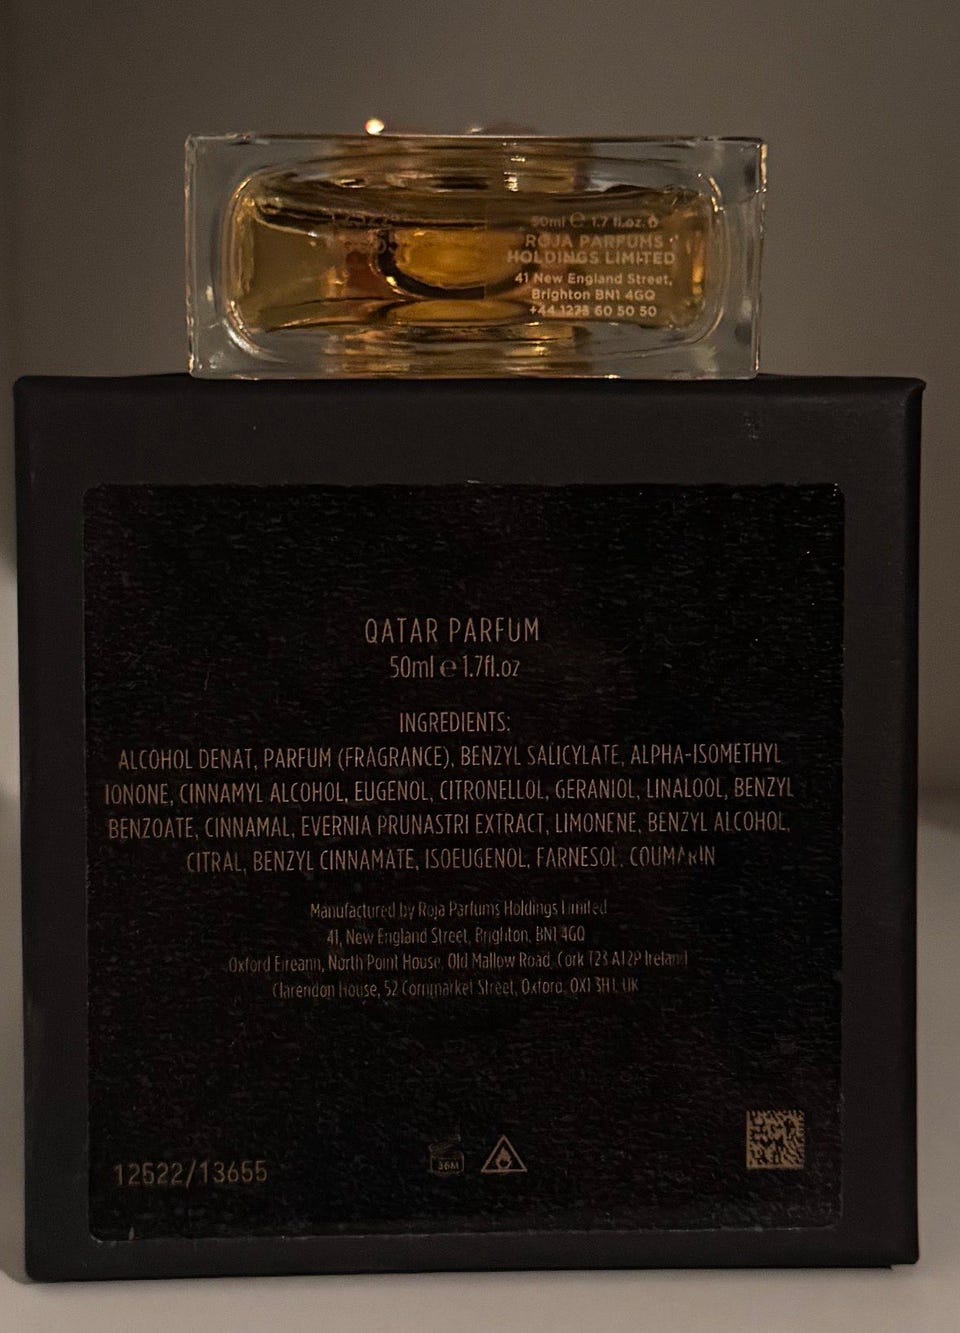 50ml ℮ 1.7 fl.oz.
ROJA PARFUMS
HOLDINGS LIMITED
41 New England Street,
Brighton BN1 4GQ
+44 1273 60 50 50
QATAR PARFUM
50ml ℮ 1.7fl.oz
INGREDIENTS:
ALCOHOL DENAT, PARFUM (FRAGRANCE), BENZYL SALICYLATE, ALPHA-ISOMETHYL
IONONE, CINNAMYL ALCOHOL, EUGENOL, CITRONELLOL, GERANIOL, LINALOOL, BENZYL
BENZOATE, CINNAMAL, EVERNIA PRUNASTRI EXTRACT, LIMONENE, BENZYL ALCOHOL,
CITRAL, BENZYL CINNAMATE, ISOEUGENOL, FARNESOL, COUMARIN
Manufactured by Roja Parfums Holdings Limited
41, New England Street, Brighton, BN1 4GQ
Oxford Eireann, North Point House, Old Mallow Road, Cork T23 AT2P Ireland
Clarendon House, 52 Cornmarket Street, Oxford, OX1 3HJ, UK
12522/13655
36M